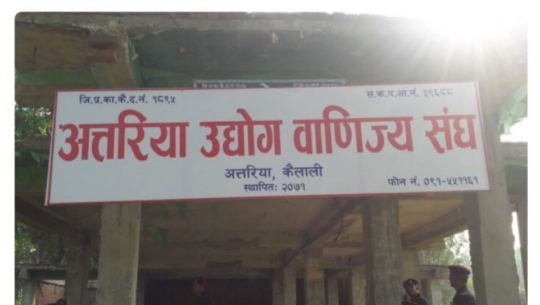 जि.प्र.का.कै.द.नं. १८९५
स.क.प.आ.नं. ३९६८८
अत्तरिया उद्योग वाणिज्य संघ
अत्तरिया, कैलाली
स्थापितः २०७१
फोन नं. ०९१-५५११६१